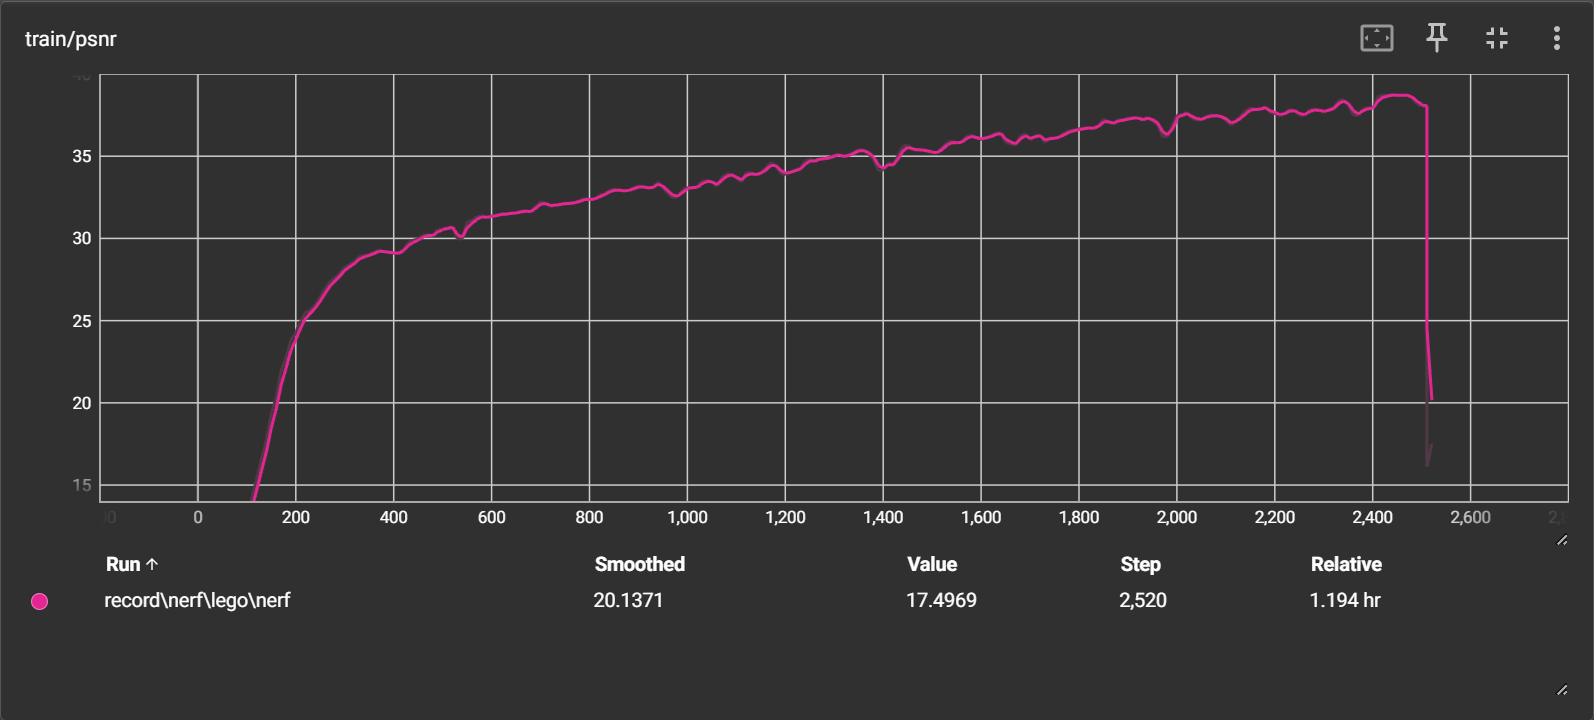 train/psnr
40
35
30
25
20
15
0 200 400 600 800 1,000 1,200 1,400 1,600 1,800 2,000 2,200 2,400 2,600
Run ↑ Smoothed Value Step Relative
record\nerf\lego\nerf 20.1371 17.4969 2,520 1.194 hr